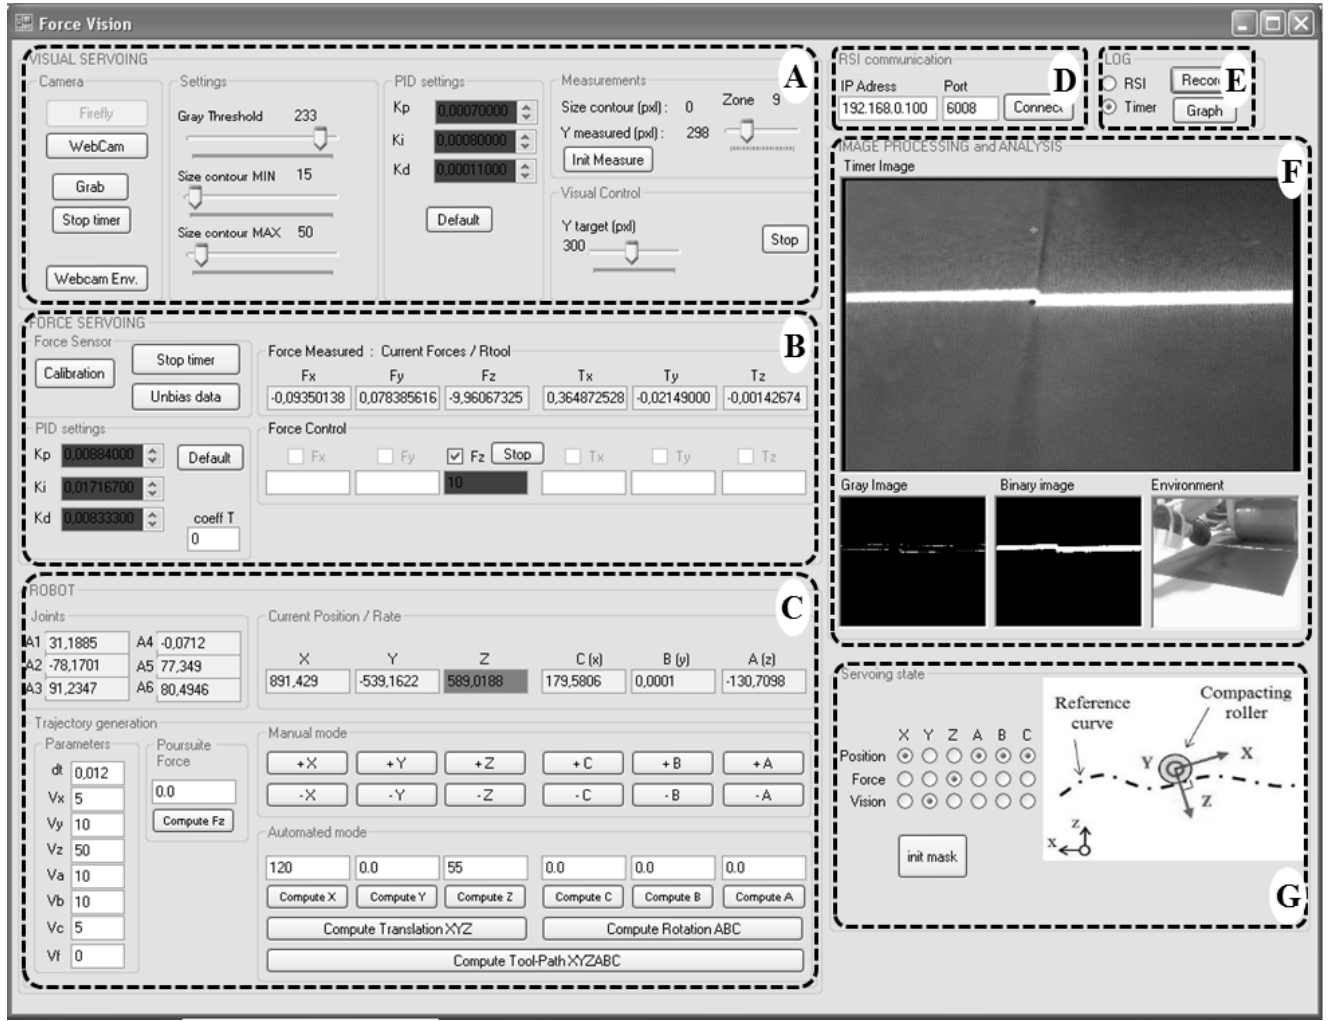 Force Vision
VISUAL SERVOING
A
Camera
Firefly
WebCam
Grab
Stop timer
Webcam Env.
Settings
Gray Threshold 233
Size contour MIN 15
Size contour MAX 50
PID settings
Kp 0,00070000
Ki 0,00080000
Kd 0,00011000
Default
Measurements
Size contour (pxl) : 0 Zone 9
Y measured (pxl) : 298
Init Measure
Visual Control
Y target (pxl)
300
Stop
FORCE SERVOING
B
Force Sensor
Calibration
Stop timer
Unbias data
Force Measured : Current Forces / Rtool
Fx Fy Fz Tx Ty Tz
-0,09350138 0,078385616 -9,96067325 0,364872528 -0,02149000 -0,00142674
PID settings
Kp 0,00884000 Default
Ki 0,01716700
Kd 0,00833300
coeff T
0
Force Control
Fx Fy Fz Stop Tx Ty Tz
10
ROBOT
C
Joints
A1 31,1885 A4 -0,0712
A2 -78,1701 A5 77,349
A3 91,2347 A6 80,4946
Current Position / Rate
X Y Z C (x) B (y) A (z)
891,429 -539,1622 589,0188 179,5806 0,0001 -130,7098
Trajectory generation
Parameters
dt 0,012
Vx 5
Vy 10
Vz 50
Va 10
Vb 10
Vc 5
Vf 0
Poursuite
Force
0.0
Compute Fz
Manual mode
+X +Y +Z +C +B +A
-X -Y -Z -C -B -A
Automated mode
120 0.0 55 0.0 0.0 0.0
Compute X Compute Y Compute Z Compute C Compute B Compute A
Compute Translation XYZ Compute Rotation ABC
Compute Tool-Path XYZABC
RSI communication
D
IP Adress Port
192.168.0.100 6008 Connect
LOG
E
RSI
Timer Graph
IMAGE PROCESSING and ANALYSIS
F
Timer Image
Gray Image Binary image Environment
Servoing state
X Y Z A B C
Position
Force
Vision
init mask
Reference
curve
Compacting
roller
Y X
Z
z
x
G